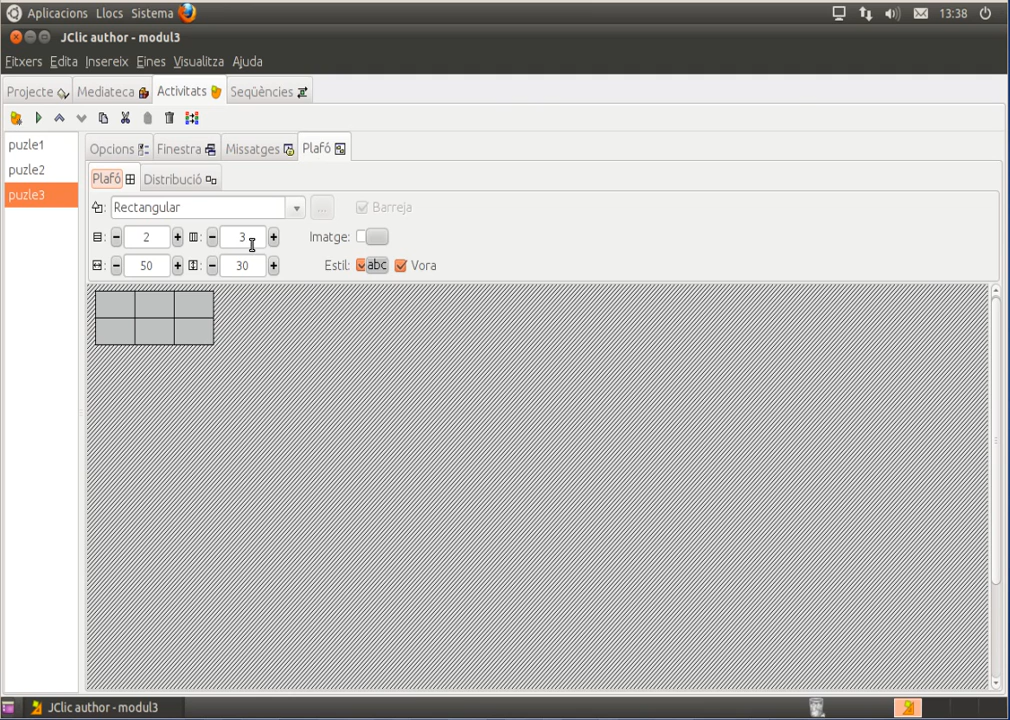 Aplicacions Llocs Sistema 13:38
JClic author - modul3
Fitxers Edita Insereix Eines Visualitza Ajuda
Projecte Mediateca Activitats Seqüències
puzle1
puzle2
puzle3
Opcions Finestra Missatges Plafó
Plafó Distribució
Rectangular ... Barreja
: - 2 + : - 3 + Imatge:
: - 50 + : - 30 + Estil: abc Vora
JClic author - modul3